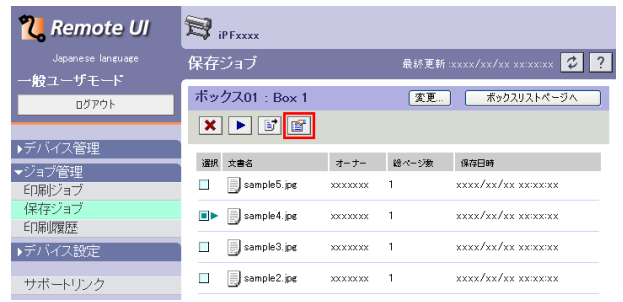 Remote UI
Japanese language
一般ユーザモード
ログアウト
▶デバイス管理
▼ジョブ管理
印刷ジョブ
保存ジョブ
印刷履歴
▶デバイス設定
サポートリンク
iPFxxxx
保存ジョブ
最終更新:xxxx/xx/xx xx:xx:xx ?
ボックス01 : Box 1 変更... ボックスリストページへ
選択 文書名 オーナー 総ページ数 保存日時
sample5.jpg xxxxxxx 1 xxxx/xx/xx xx:xx:xx
sample4.jpg xxxxxxx 1 xxxx/xx/xx xx:xx:xx
sample3.jpg xxxxxxx 1 xxxx/xx/xx xx:xx:xx
sample2.jpg xxxxxxx 1 xxxx/xx/xx xx:xx:xx